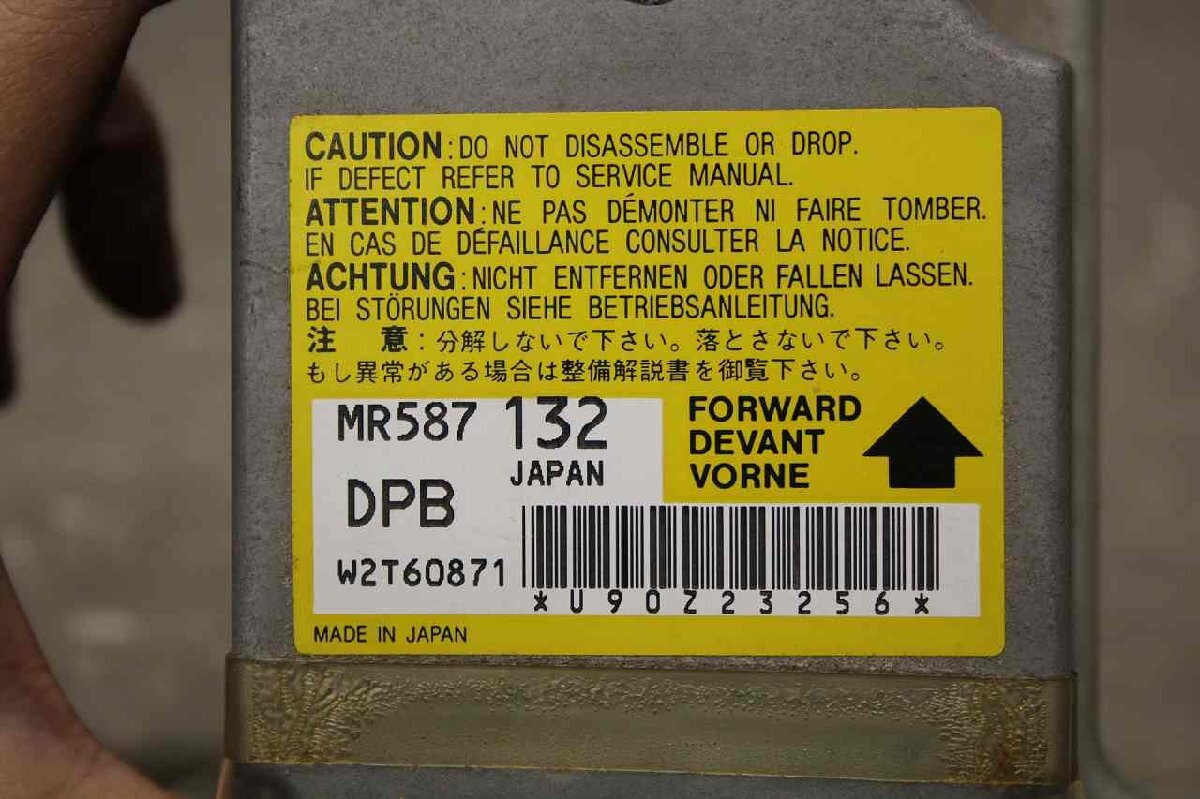 CAUTION:DO NOT DISASSEMBLE OR DROP.
IF DEFECT REFER TO SERVICE MANUAL.
ATTENTION:NE PAS DÉMONTER NI FAIRE TOMBER.
EN CAS DE DÉFAILLANCE CONSULTER LA NOTICE.
ACHTUNG:NICHT ENTFERNEN ODER FALLEN LASSEN.
BEI STÖRUNGEN SIEHE BETRIEBSANLEITUNG.
注 意:分解しないで下さい。落とさないで下さい。
もし異常がある場合は整備解説書を御覧下さい。
MR587 132
JAPAN
DPB
W2T60871
FORWARD
DEVANT
VORNE
*U90Z23256*
MADE IN JAPAN